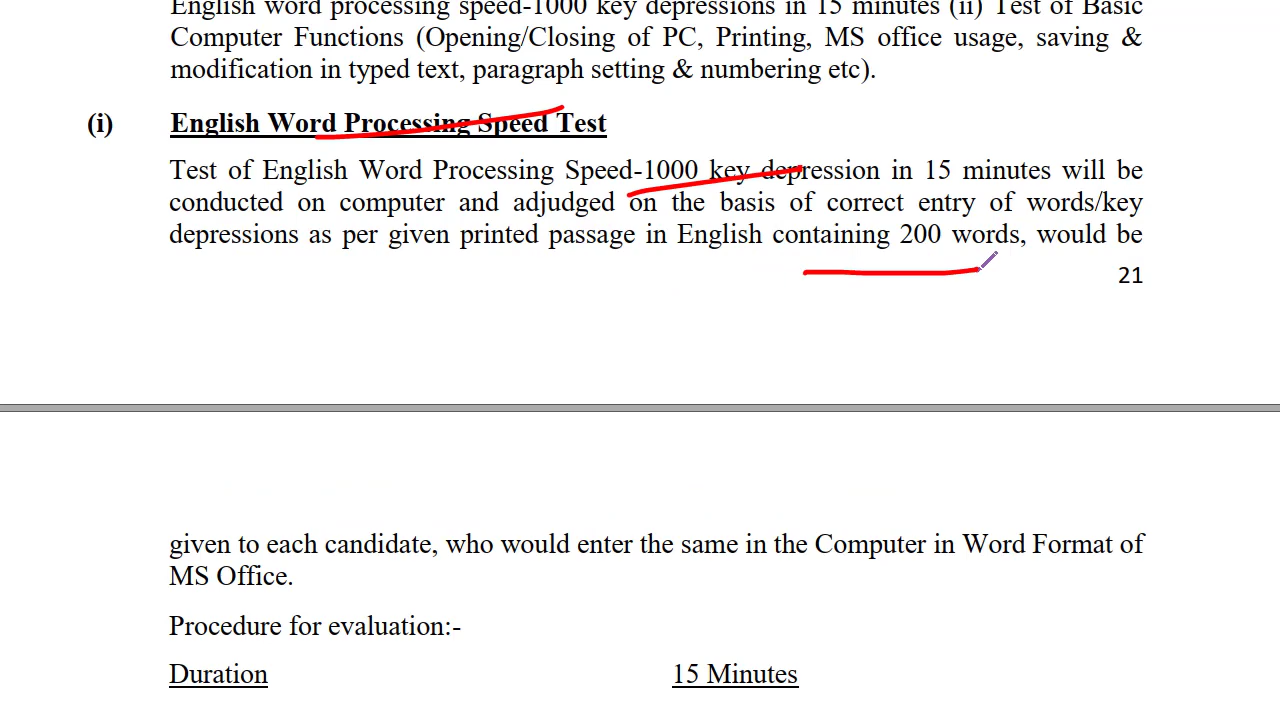 English word processing speed-1000 key depressions in 15 minutes (ii) Test of Basic
Computer Functions (Opening/Closing of PC, Printing, MS office usage, saving &
modification in typed text, paragraph setting & numbering etc).
(i) English Word Processing Speed Test
Test of English Word Processing Speed-1000 key depression in 15 minutes will be
conducted on computer and adjudged on the basis of correct entry of words/key
depressions as per given printed passage in English containing 200 words, would be
21
given to each candidate, who would enter the same in the Computer in Word Format of
MS Office.
Procedure for evaluation:-
Duration 15 Minutes